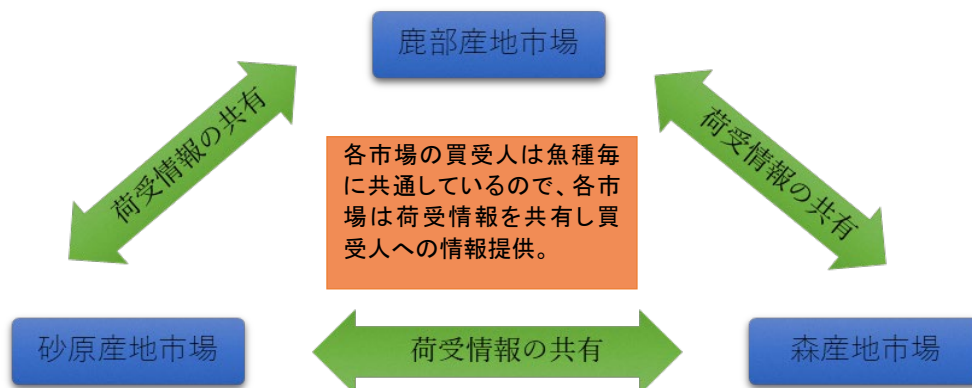 鹿部産地市場
荷受情報の共有
荷受情報の共有
各市場の買受人は魚種毎
に共通しているので、各市
場は荷受情報を共有し買
受人への情報提供。
砂原産地市場
荷受情報の共有
森産地市場